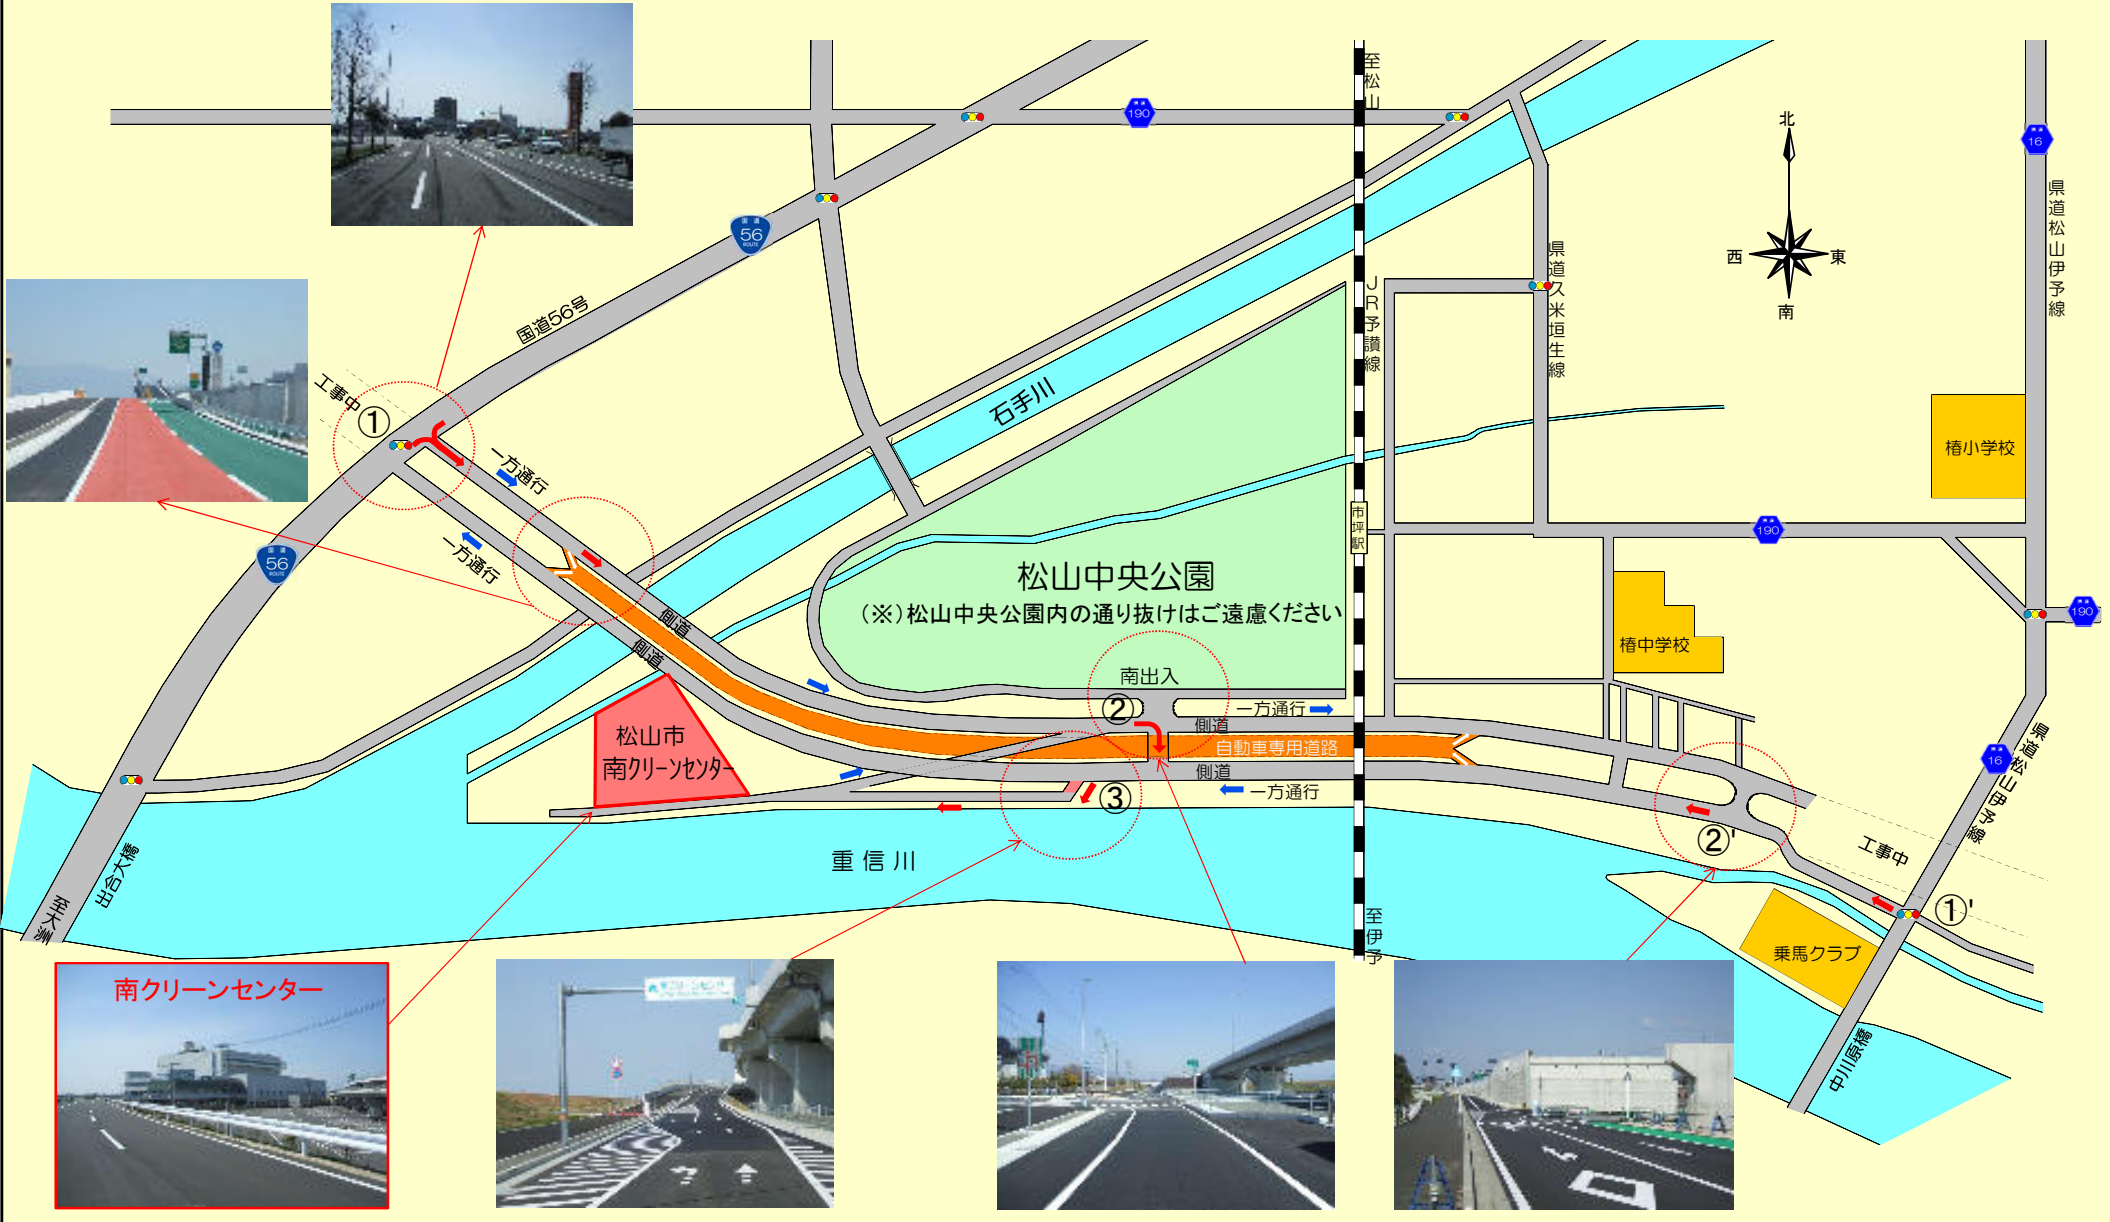 至松山
190
県道
16
県道松山伊予線
北
西
東
南
国道
56
ROUTE
国道56号
県道久米垣生線
JR予讃線
石手川
工事中
①
一方通行
一方通行
国道
56
ROUTE
椿小学校
市坪駅
190
松山中央公園
(※)松山中央公園内の通り抜けはご遠慮ください
190
椿中学校
側道
側道
南出入
②
一方通行
側道
自動車専用道路
側道
一方通行
松山市
南クリーンセンター
③
16
県道松山伊予線
②'
工事中
①'
重信川
出合大橋
至大洲
至伊予
乗馬クラブ
中川原橋
南クリーンセンター